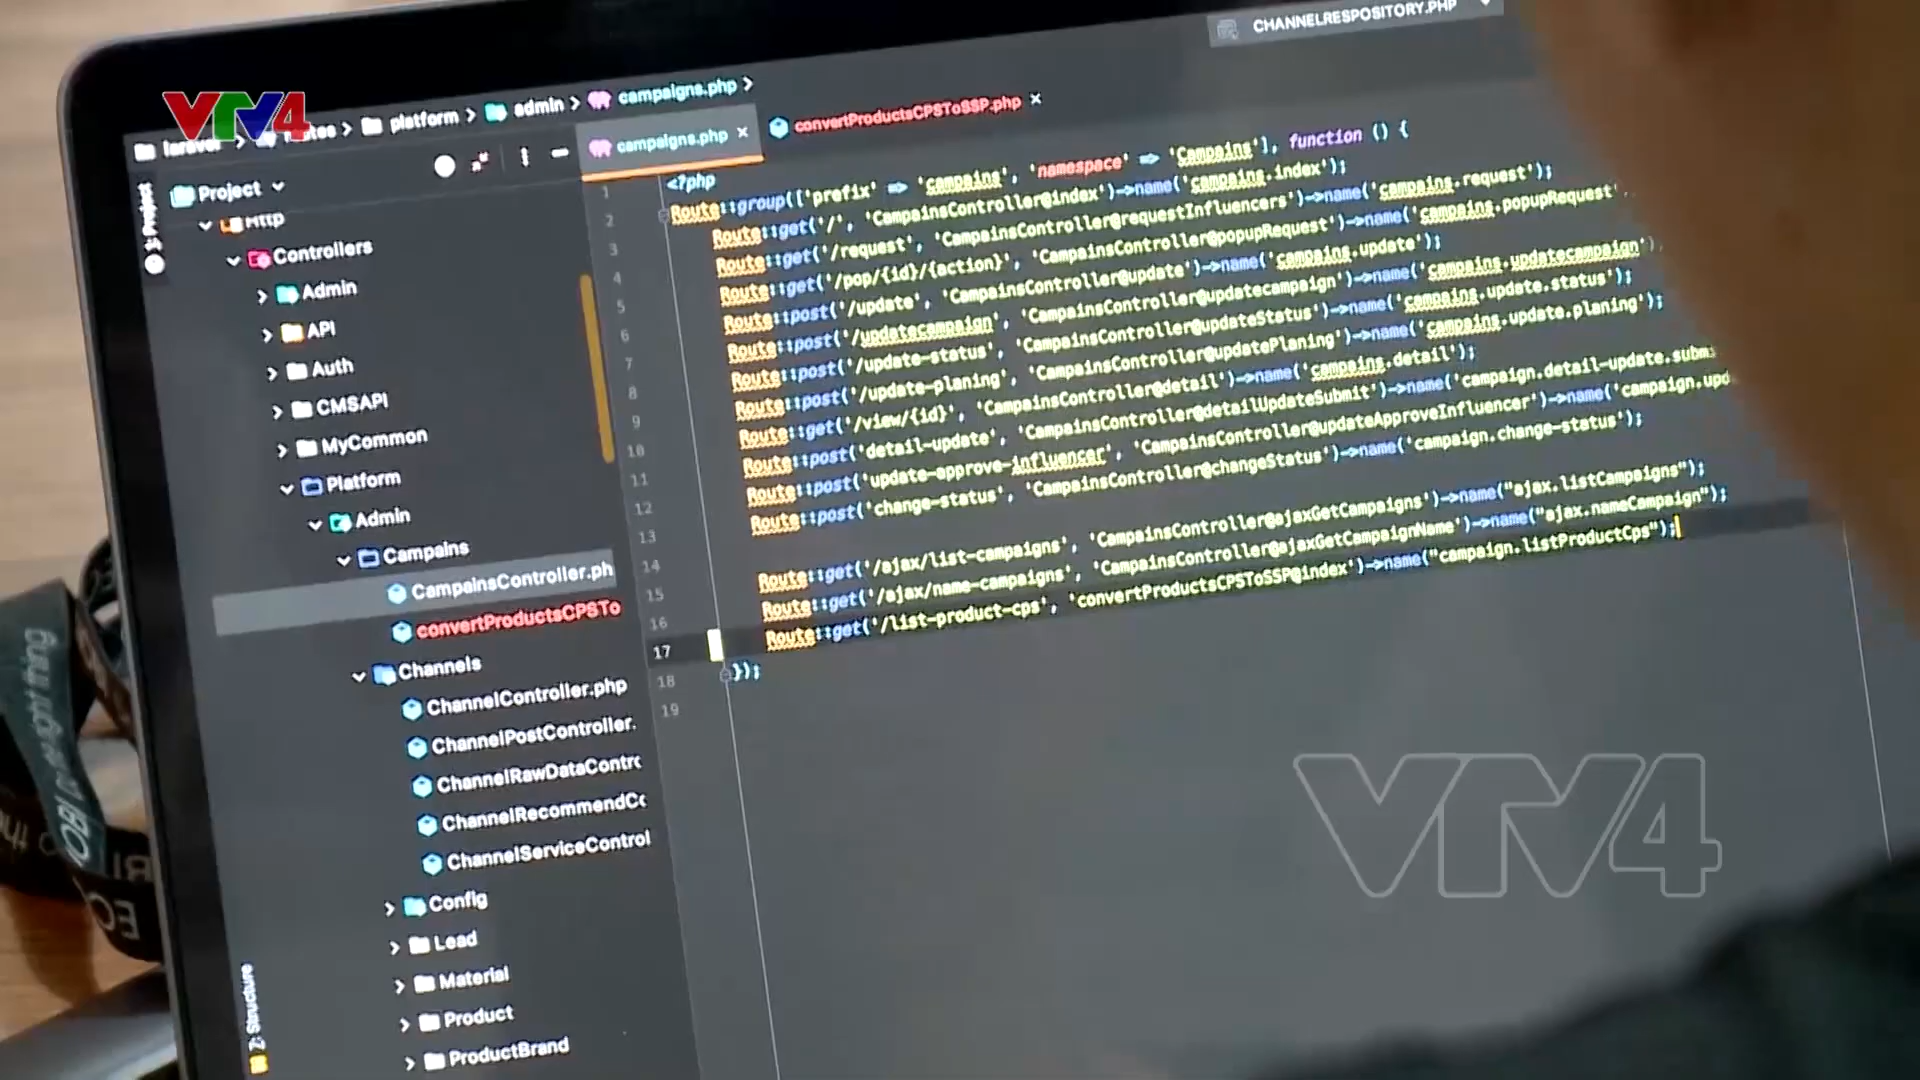 VTV4
CHANNELRESPOSITORY.PHP
platform > admin > campaigns.php
campaigns.php × convertProductsCPSToSSP.php ×
Project
Project
Http
Controllers
Admin
API
Auth
CMSAPI
MyCommon
Platform
Admin
Campains
CampainsController.ph
convertProductsCPSTo
Channels
ChannelController.php
ChannelPostController.
ChannelRawDataContrc
ChannelRecommendCc
ChannelServiceControl
Config
Lead
Material
Product
ProductBrand
Z: Structure
1 <?php
2 Route::group(['prefix' => 'campains', 'namespace' => 'Campains'], function () {
3 Route::get('/', 'CampainsController@index')->name('campains.index');
4 Route::get('/request', 'CampainsController@requestInfluencers')->name('campains.request');
5 Route::get('/pop/{id}/{action}', 'CampainsController@popupRequest')->name('campains.popupRequest'
6 Route::post('/update', 'CampainsController@update')->name('campains.update');
7 Route::post('/updatecampaign', 'CampainsController@updatecampaign')->name('campains.updatecampaign');
8 Route::post('/update-status', 'CampainsController@updateStatus')->name('campains.update.status');
9 Route::post('/update-planing', 'CampainsController@updatePlaning')->name('campains.update.planing');
10 Route::get('/view/{id}', 'CampainsController@detail')->name('campains.detail');
11 Route::post('detail-update', 'CampainsController@detailUpdateSubmit')->name('campaign.detail-update.submi
12 Route::post('update-approve-influencer', 'CampainsController@updateApproveInfluencer')->name('campaign.upd
13 Route::post('change-status', 'CampainsController@changeStatus')->name('campaign.change-status');
14
15 Route::get('/ajax/list-campaigns', 'CampainsController@ajaxGetCampaigns')->name("ajax.listCampaigns");
16 Route::get('/ajax/name-campaigns', 'CampainsController@ajaxGetCampaignName')->name("ajax.nameCampaign");
17 Route::get('/list-product-cps', 'convertProductsCPSToSSP@index')->name("campaign.listProductCps");
18 });
19
VTV4